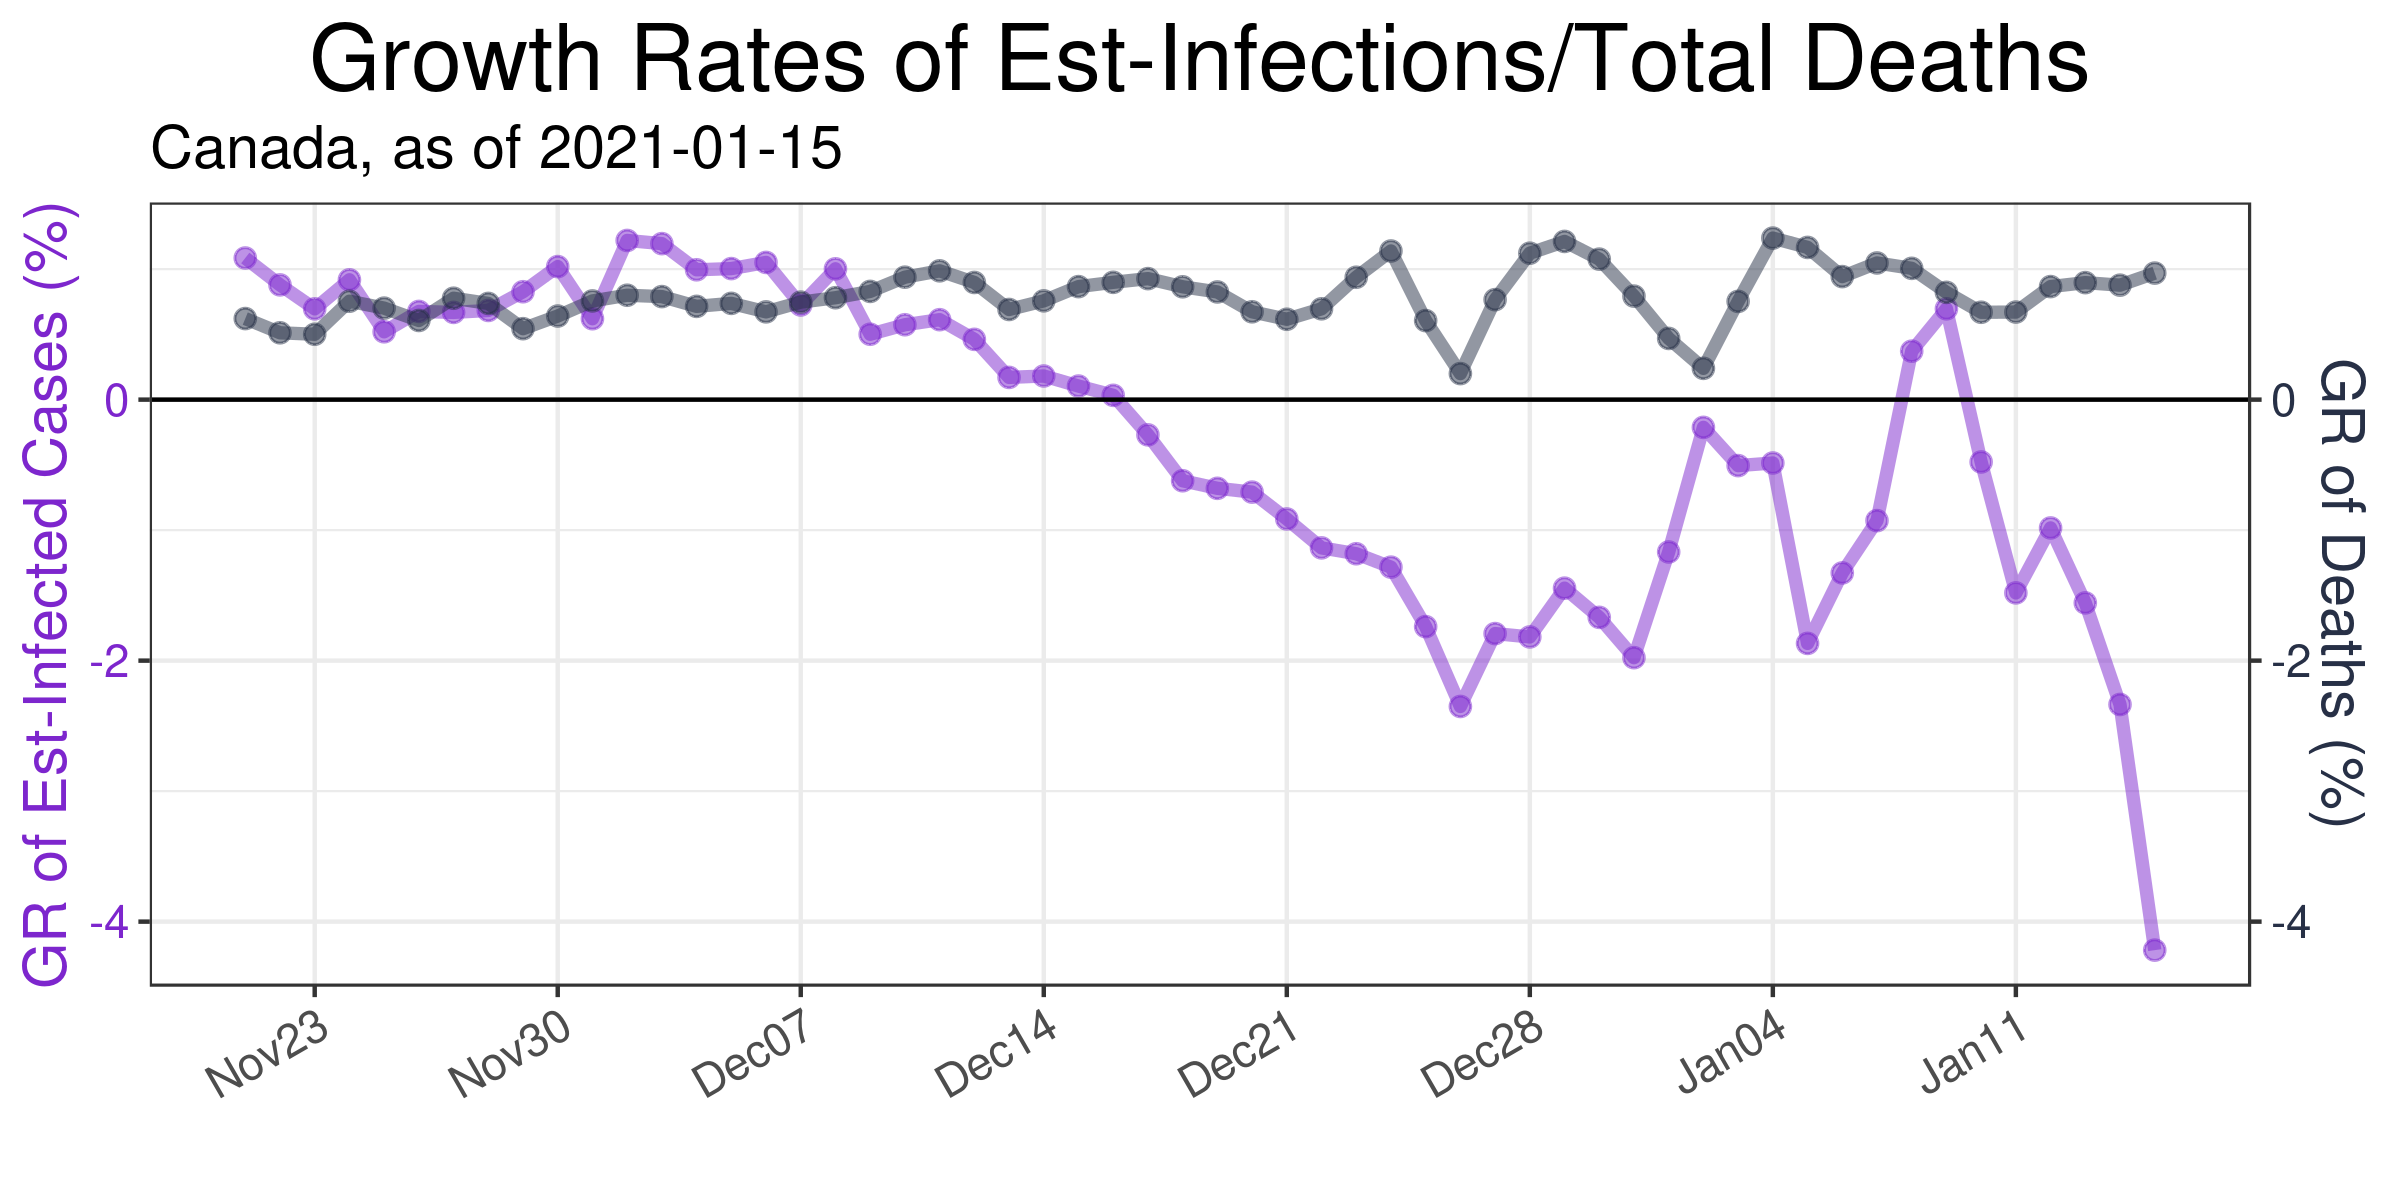 Growth Rates of Est-Infections/Total Deaths
Canada, as of 2021-01-15
GR of Est-Infected Cases (%)
0
-2
-4
0
-2
-4
GR of Deaths (%)
Nov23
Nov30
Dec07
Dec14
Dec21
Dec28
Jan04
Jan11